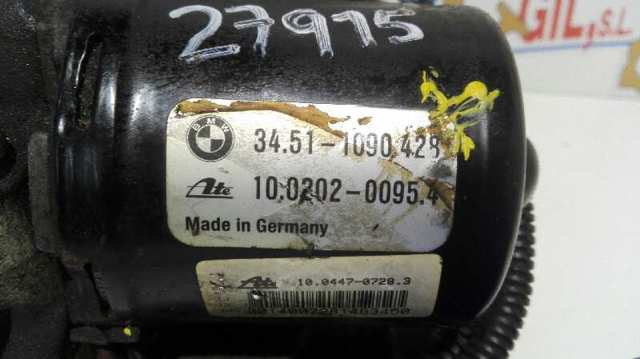 27915
GIL, S.L
BMW
34.51-1090.428
Ate
10.0202-0095.4
Made in Germany
Ate
10.0447-0728.3